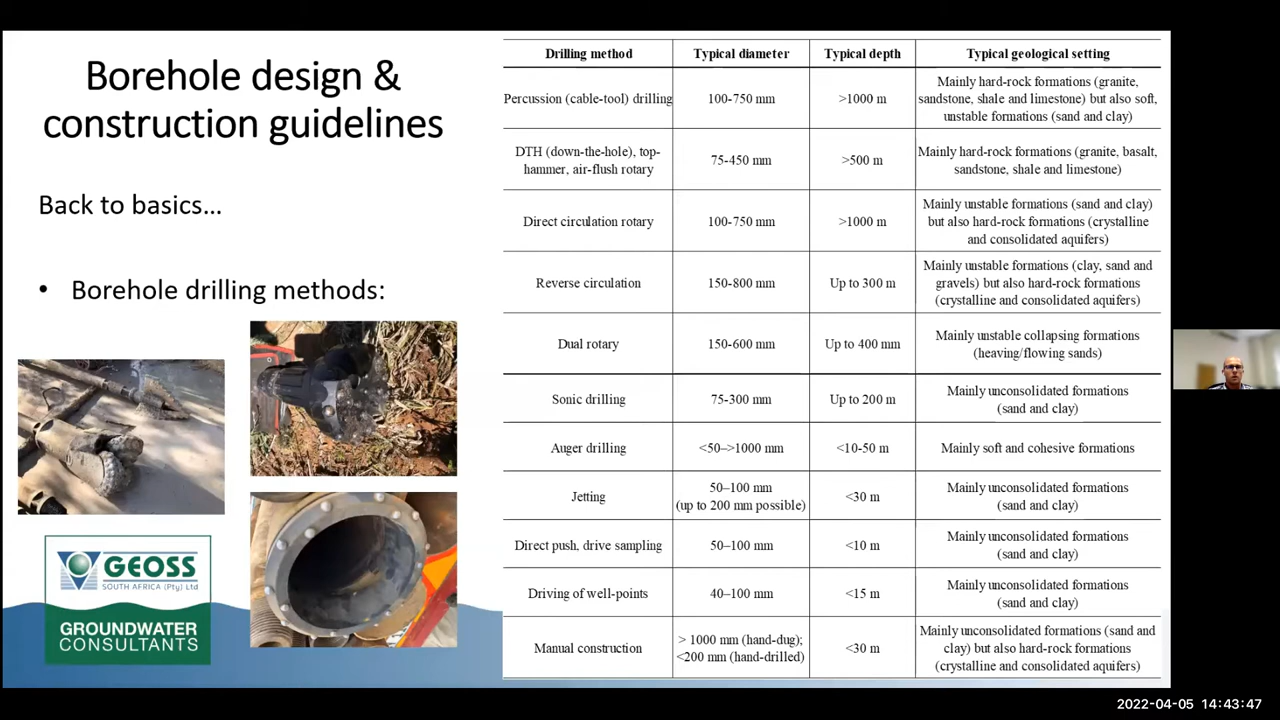 Borehole design &
construction guidelines
Back to basics...
• Borehole drilling methods:
GEOSS
SOUTH AFRICA (Pty) Ltd
GROUNDWATER
CONSULTANTS
Drilling method Typical diameter Typical depth Typical geological setting
Percussion (cable-tool) drilling 100-750 mm >1000 m Mainly hard-rock formations (granite,
sandstone, shale and limestone) but also soft,
unstable formations (sand and clay)
DTH (down-the-hole), top-
hammer, air-flush rotary 75-450 mm >500 m Mainly hard-rock formations (granite, basalt,
sandstone, shale and limestone)
Direct circulation rotary 100-750 mm >1000 m Mainly unstable formations (sand and clay)
but also hard-rock formations (crystalline
and consolidated aquifers)
Reverse circulation 150-800 mm Up to 300 m Mainly unstable formations (clay, sand and
gravels) but also hard-rock formations
(crystalline and consolidated aquifers)
Dual rotary 150-600 mm Up to 400 mm Mainly unstable collapsing formations
(heaving/flowing sands)
Sonic drilling 75-300 mm Up to 200 m Mainly unconsolidated formations
(sand and clay)
Auger drilling <50–>1000 mm <10-50 m Mainly soft and cohesive formations
Jetting 50–100 mm
(up to 200 mm possible) <30 m Mainly unconsolidated formations
(sand and clay)
Direct push, drive sampling 50–100 mm <10 m Mainly unconsolidated formations
(sand and clay)
Driving of well-points 40–100 mm <15 m Mainly unconsolidated formations
(sand and clay)
Manual construction > 1000 mm (hand-dug);
<200 mm (hand-drilled) <30 m Mainly unconsolidated formations (sand and
clay) but also hard-rock formations
(crystalline and consolidated aquifers)
2022-04-05 14:43:47